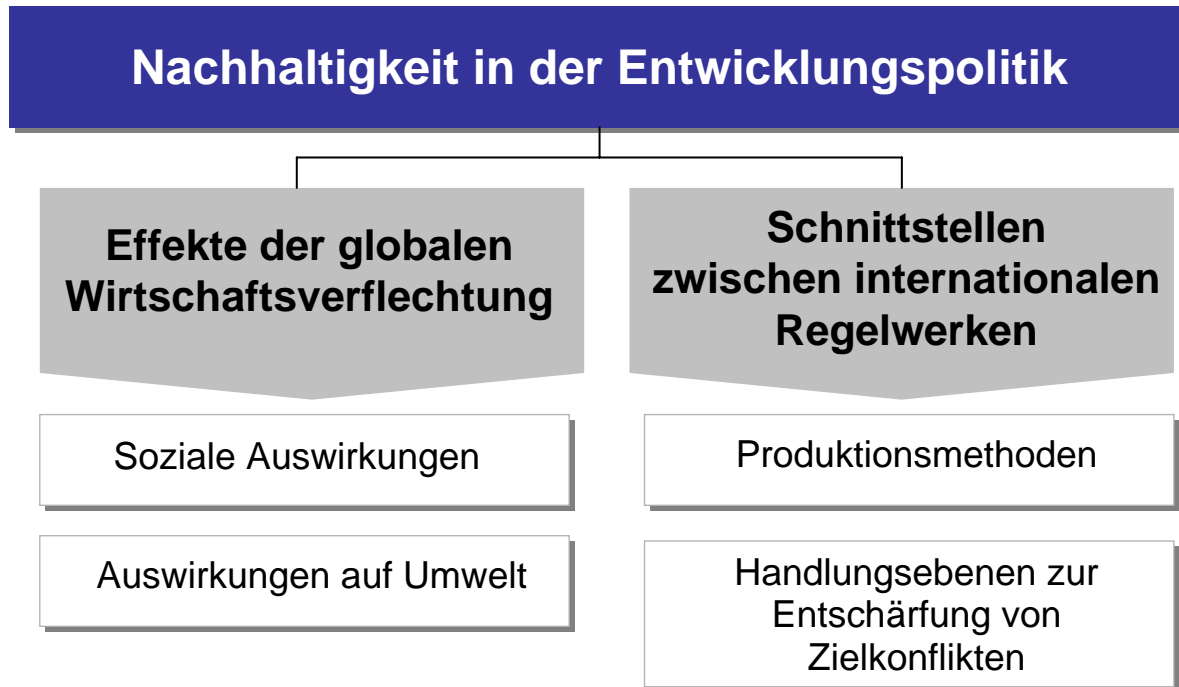 Nachhaltigkeit in der Entwicklungspolitik
Effekte der globalen
Wirtschaftsverflechtung
Soziale Auswirkungen
Auswirkungen auf Umwelt
Schnittstellen
zwischen internationalen
Regelwerken
Produktionsmethoden
Handlungsebenen zur
Entschärfung von
Zielkonflikten